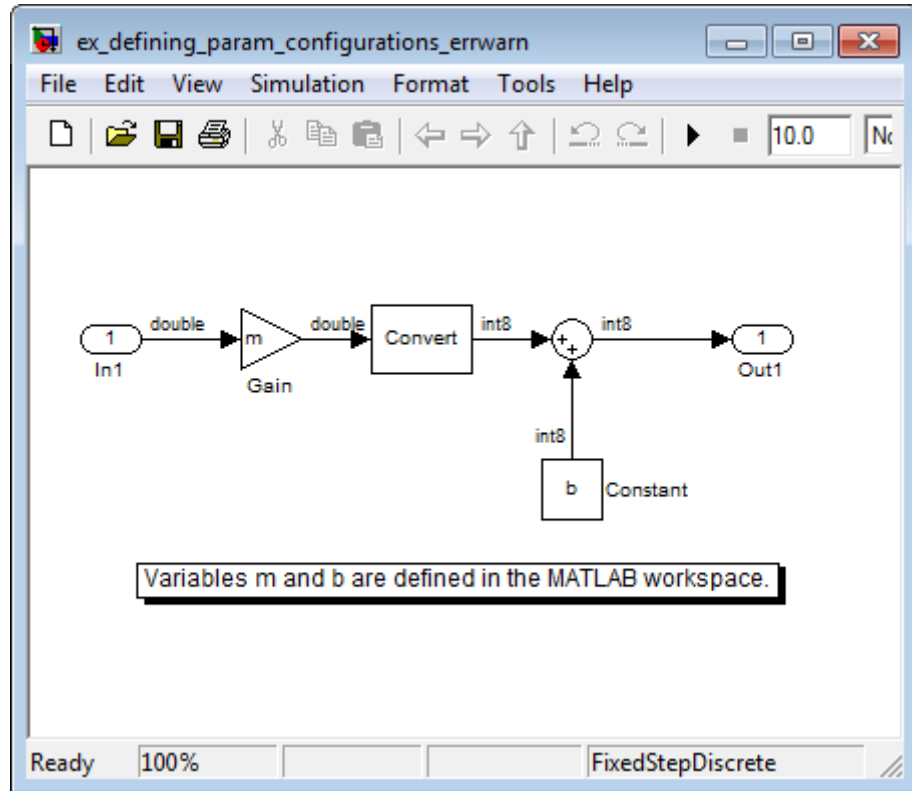 ex_defining_param_configurations_errwarn
File Edit View Simulation Format Tools Help
10.0
1 double m double Convert int8 + int8 1
+
In1 Gain Out1
int8
b Constant
Variables m and b are defined in the MATLAB workspace.
Ready 100% FixedStepDiscrete